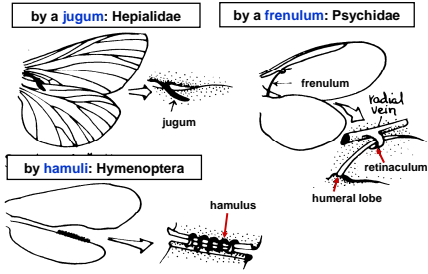 by a jugum: Hepialidae
by a frenulum: Psychidae
frenulum
jugum
radial
vein
retinaculum
humeral lobe
by hamuli: Hymenoptera
hamulus